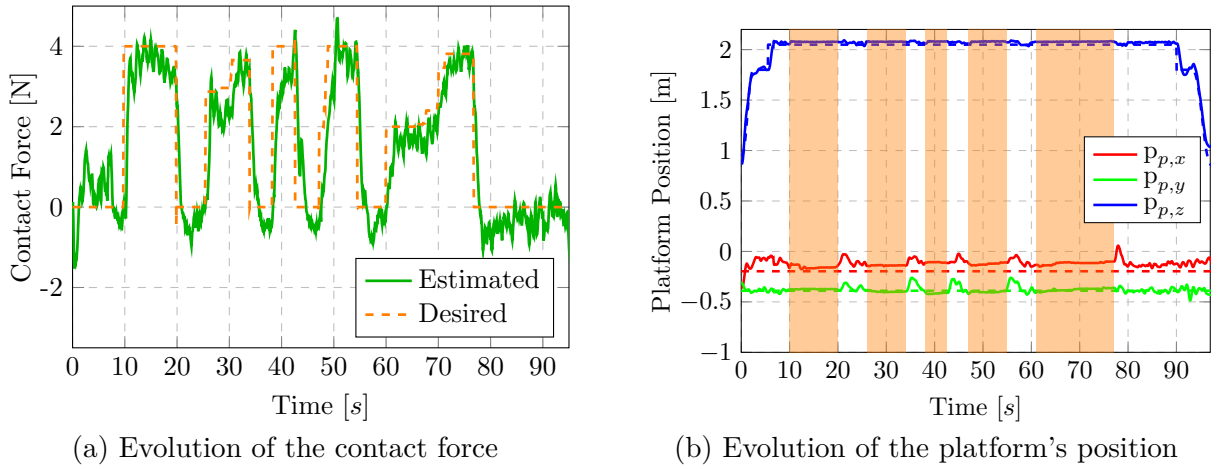 Contact Force [N]
4
2
0
−2
0 10 20 30 40 50 60 70 80 90
Time [s]
Estimated
Desired
(a) Evolution of the contact force
Platform Position [m]
2
1.5
1
0.5
0
−0.5
−1
0 10 20 30 40 50 60 70 80 90
Time [s]
p_{p,x}
p_{p,y}
p_{p,z}
(b) Evolution of the platform's position